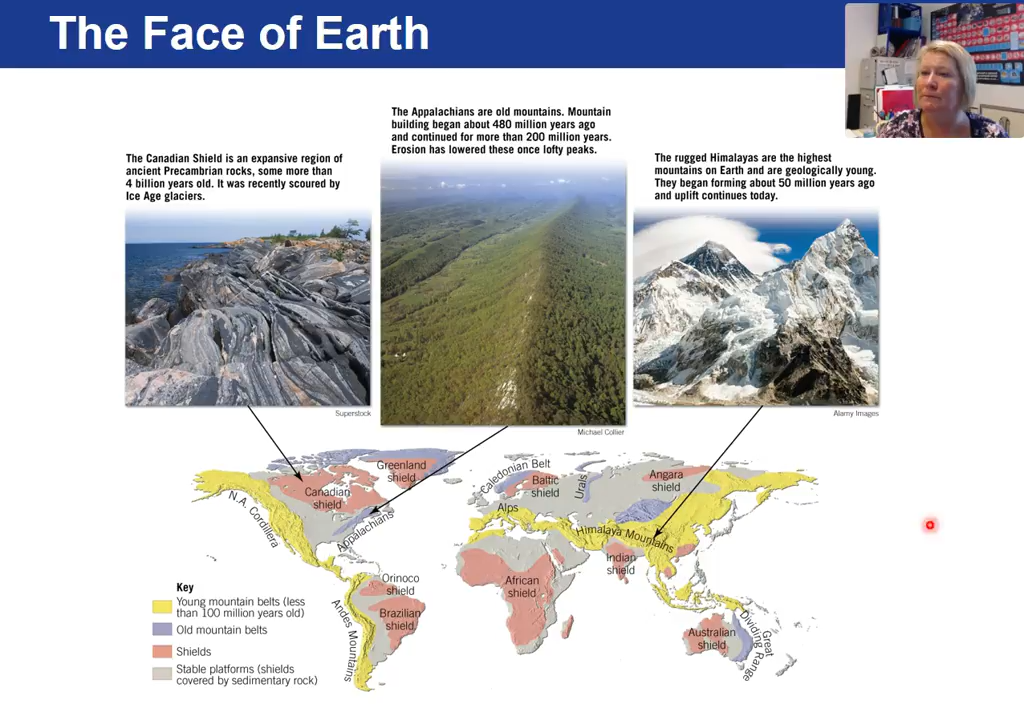 The Face of Earth
The Canadian Shield is an expansive region of
ancient Precambrian rocks, some more than
4 billion years old. It was recently scoured by
Ice Age glaciers.
The Appalachians are old mountains. Mountain
building began about 480 million years ago
and continued for more than 200 million years.
Erosion has lowered these once lofty peaks.
The rugged Himalayas are the highest
mountains on Earth and are geologically young.
They began forming about 50 million years ago
and uplift continues today.
Superstock
Michael Collier
Alamy Images
N.A. Cordillera
Canadian
shield
Greenland
shield
Appalachians
Caledonian Belt
Baltic
shield
Urals
Angara
shield
Alps
Himalaya Mountains
Indian
shield
African
shield
Orinoco
shield
Brazilian
shield
Andes Mountains
Australian
shield
Great
Dividing Range
Key
Young mountain belts (less
than 100 million years old)
Old mountain belts
Shields
Stable platforms (shields
covered by sedimentary rock)